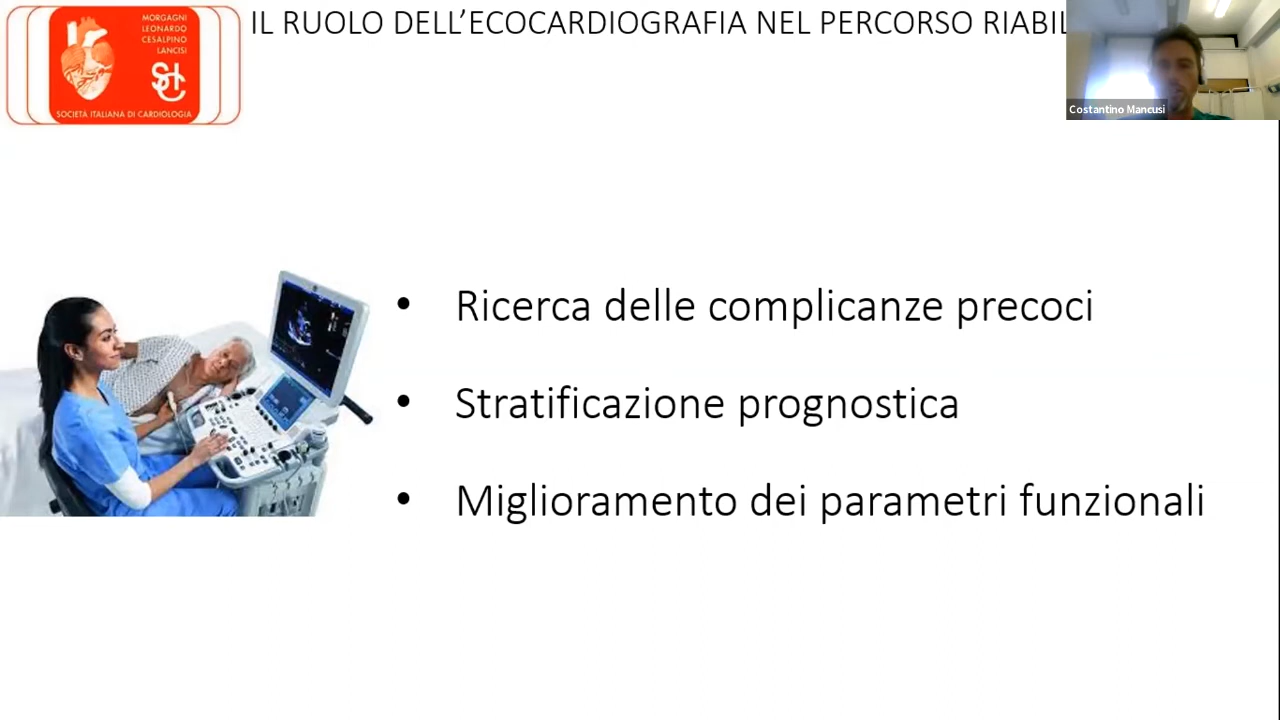 MORGAGNI
LEONARDO
CESALPINO
LANCISI
SIC
SOCIETÀ ITALIANA DI CARDIOLOGIA
IL RUOLO DELL’ECOCARDIOGRAFIA NEL PERCORSO RIABIL
Costantino Mancusi
• Ricerca delle complicanze precoci
• Stratificazione prognostica
• Miglioramento dei parametri funzionali